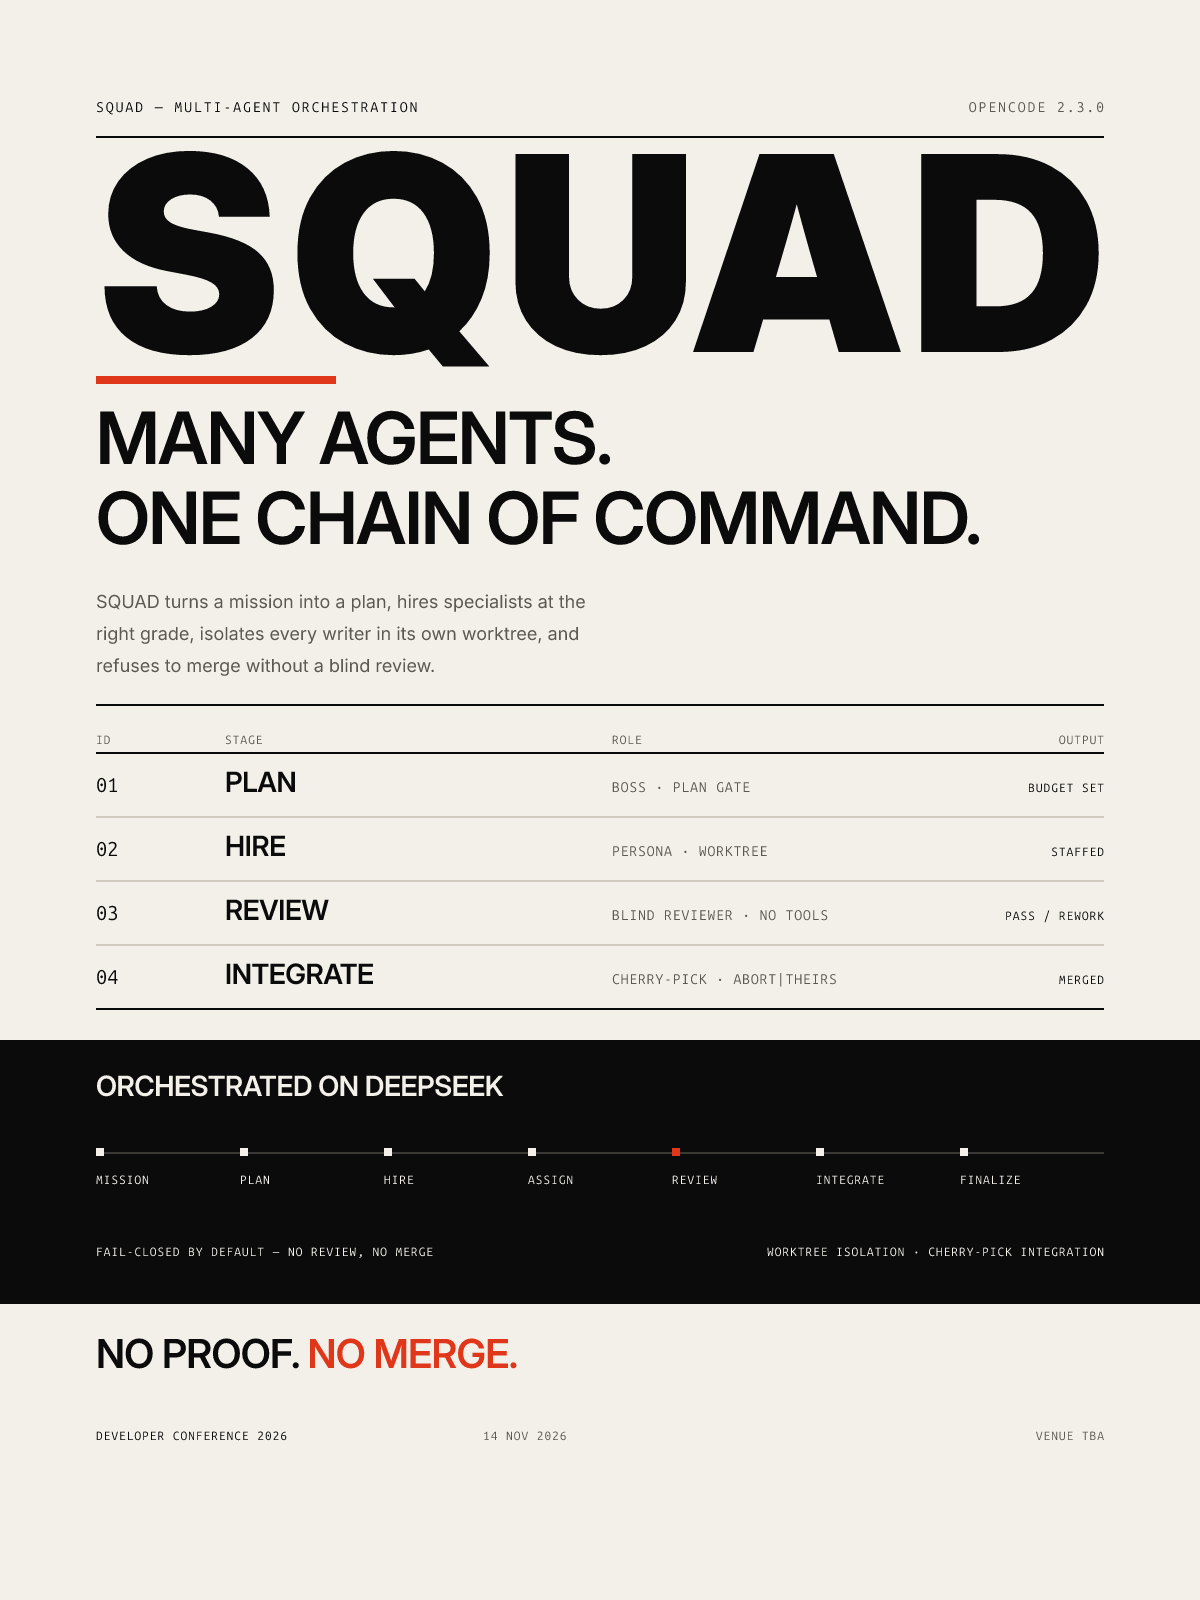 SQUAD — MULTI-AGENT ORCHESTRATION
OPENCODE 2.3.0
SQUAD
MANY AGENTS.
ONE CHAIN OF COMMAND.
SQUAD turns a mission into a plan, hires specialists at the
right grade, isolates every writer in its own worktree, and
refuses to merge without a blind review.
ID STAGE ROLE OUTPUT
01 PLAN BOSS · PLAN GATE BUDGET SET
02 HIRE PERSONA · WORKTREE STAFFED
03 REVIEW BLIND REVIEWER · NO TOOLS PASS / REWORK
04 INTEGRATE CHERRY-PICK · ABORT|THEIRS MERGED
ORCHESTRATED ON DEEPSEEK
MISSION PLAN HIRE ASSIGN REVIEW INTEGRATE FINALIZE
FAIL-CLOSED BY DEFAULT — NO REVIEW, NO MERGE
WORKTREE ISOLATION · CHERRY-PICK INTEGRATION
NO PROOF. NO MERGE.
DEVELOPER CONFERENCE 2026 14 NOV 2026 VENUE TBA